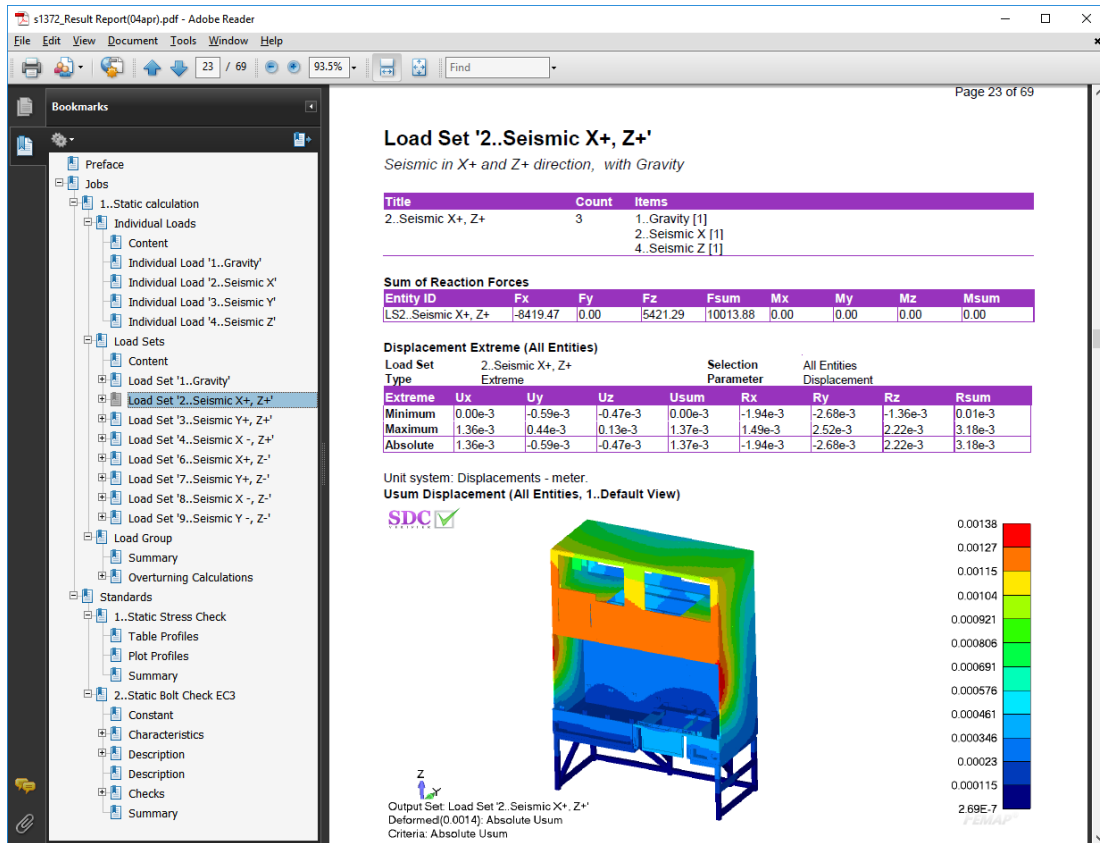 s1372_Result Report(04apr).pdf - Adobe Reader
File Edit View Document Tools Window Help
23 / 69 93.5% Find
Bookmarks
Preface
Jobs
1..Static calculation
Individual Loads
Content
Individual Load '1..Gravity'
Individual Load '2..Seismic X'
Individual Load '3..Seismic Y'
Individual Load '4..Seismic Z'
Load Sets
Content
Load Set '1..Gravity'
Load Set '2..Seismic X+, Z+'
Load Set '3..Seismic Y+, Z+'
Load Set '4..Seismic X -, Z+'
Load Set '6..Seismic X+, Z-'
Load Set '7..Seismic Y+, Z-'
Load Set '8..Seismic X -, Z-'
Load Set '9..Seismic Y -, Z-'
Load Group
Summary
Overturning Calculations
Standards
1..Static Stress Check
Table Profiles
Plot Profiles
Summary
2..Static Bolt Check EC3
Constant
Characteristics
Description
Description
Checks
Summary
Page 23 of 69
Load Set '2..Seismic X+, Z+'
Seismic in X+ and Z+ direction, with Gravity
Title Count Items
2..Seismic X+, Z+ 3 1..Gravity [1]
2..Seismic X [1]
4..Seismic Z [1]
Sum of Reaction Forces
Entity ID Fx Fy Fz Fsum Mx My Mz Msum
LS2..Seismic X+, Z+ -8419.47 0.00 5421.29 10013.88 0.00 0.00 0.00 0.00
Displacement Extreme (All Entities)
Load Set 2..Seismic X+, Z+ Selection All Entities
Type Extreme Parameter Displacement
Extreme Ux Uy Uz Usum Rx Ry Rz Rsum
Minimum 0.00e-3 -0.59e-3 -0.47e-3 0.00e-3 -1.94e-3 -2.68e-3 -1.36e-3 0.01e-3
Maximum 1.36e-3 0.44e-3 0.13e-3 1.37e-3 1.49e-3 2.52e-3 2.22e-3 3.18e-3
Absolute 1.36e-3 -0.59e-3 -0.47e-3 1.37e-3 -1.94e-3 -2.68e-3 2.22e-3 3.18e-3
Unit system: Displacements - meter.
Usum Displacement (All Entities, 1..Default View)
SDC
0.00138
0.00127
0.00115
0.00104
0.000921
0.000806
0.000691
0.000576
0.000461
0.000346
0.00023
0.000115
2.69E-7
FEMAP
Z
Y
Output Set: Load Set '2..Seismic X+, Z+'
Deformed(0.0014): Absolute Usum
Criteria: Absolute Usum